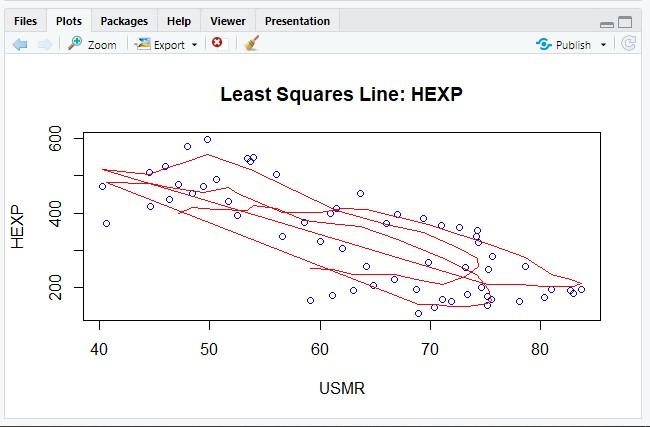 Files Plots Packages Help Viewer Presentation
Zoom Export Publish
Least Squares Line: HEXP
600
400
200
HEXP
40 50 60 70 80
USMR